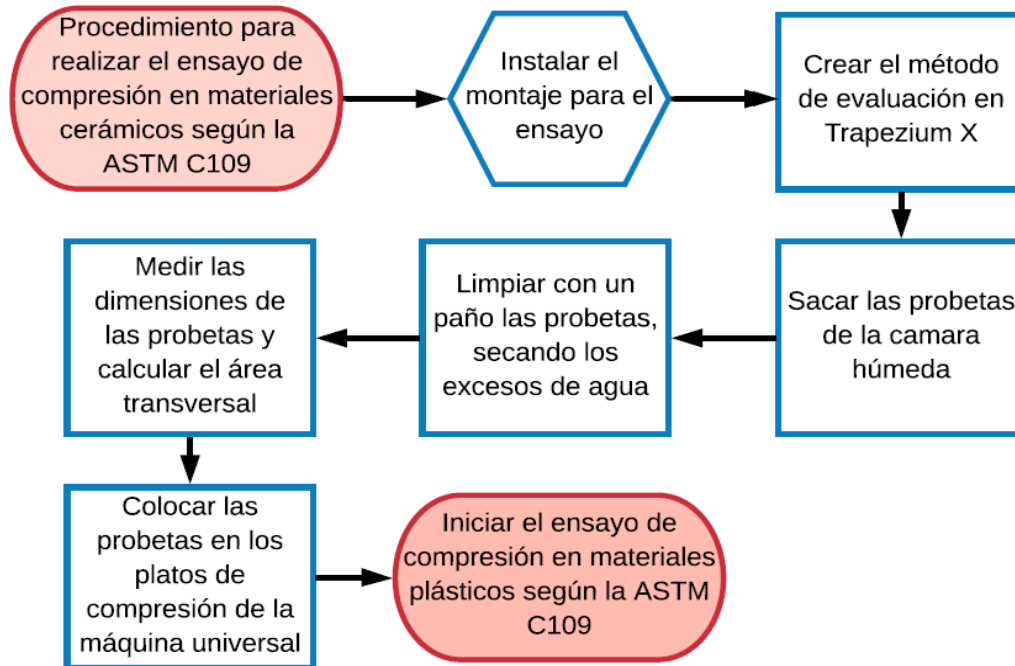 Procedimiento para
realizar el ensayo de
compresión en materiales
cerámicos según la
ASTM C109
Instalar el
montaje para el
ensayo
Crear el método
de evaluación en
Trapezium X
Sacar las probetas
de la camara
húmeda
Limpiar con un
paño las probetas,
secando los
excesos de agua
Medir las
dimensiones de
las probetas y
calcular el área
transversal
Colocar las
probetas en los
platos de
compresión de la
máquina universal
Iniciar el ensayo de
compresión en materiales
plásticos según la ASTM
C109